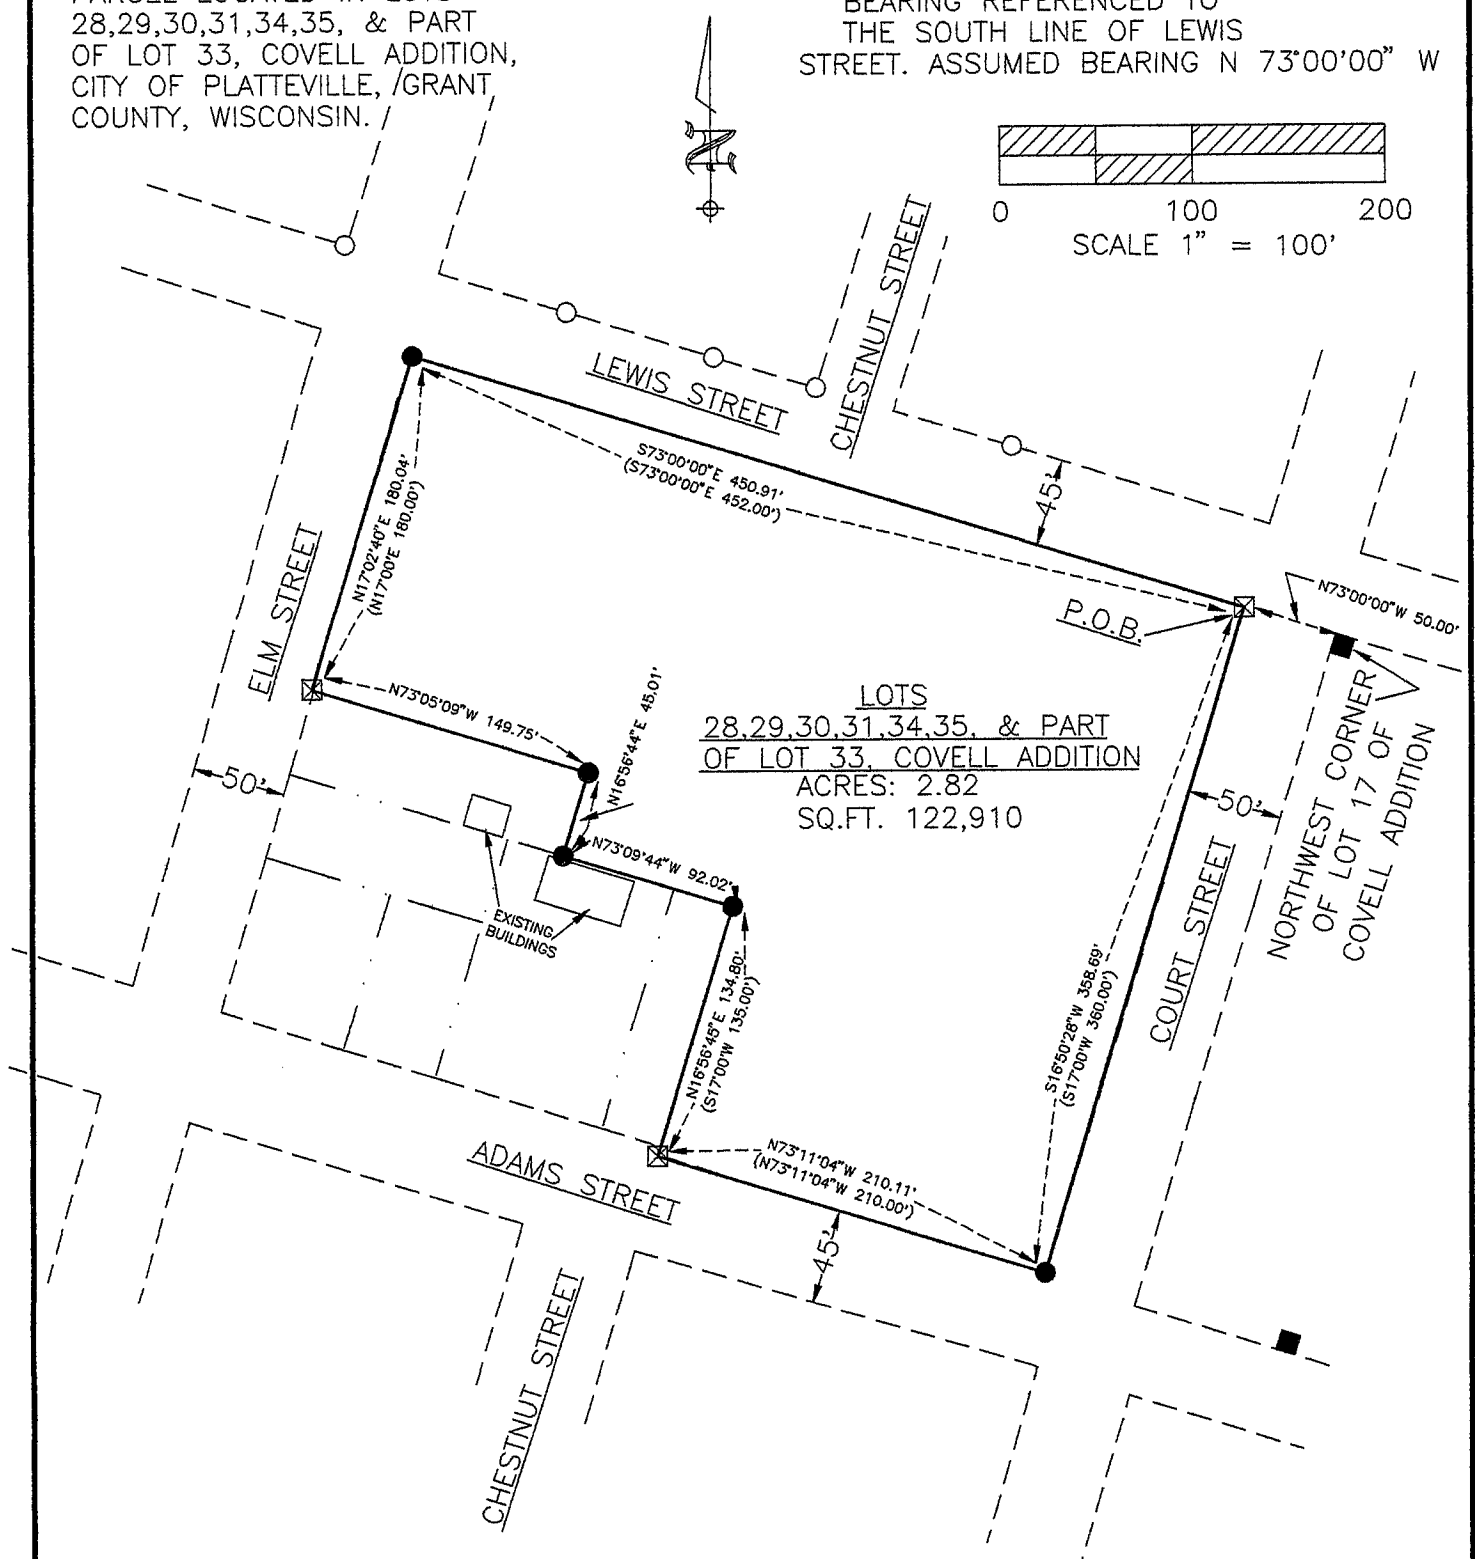 PARCEL LOCATED IN LOTS
28,29,30,31,34,35, & PART
OF LOT 33, COVELL ADDITION,
CITY OF PLATTEVILLE, /GRANT
COUNTY, WISCONSIN.
BEARING REFERENCED TO
THE SOUTH LINE OF LEWIS
STREET. ASSUMED BEARING N 73°00'00" W
N
0 100 200
SCALE 1" = 100'
CHESTNUT STREET
LEWIS STREET
S73°00'00"E 450.91'
(S73°00'00"E 452.00')
45'
N17°02'40"E 180.04'
(N17°00'E 180.00')
ELM STREET
N73°00'00"W 50.00'
P.O.B.
N73°05'09"W 149.75'
N16°56'44"E 45.01'
LOTS
28,29,30,31,34,35, & PART
OF LOT 33, COVELL ADDITION
ACRES: 2.82
SQ.FT. 122,910
50'
50'
NORTHWEST CORNER
OF LOT 17 OF
COVELL ADDITION
N73°09'44"W 92.02'
EXISTING
BUILDINGS
COURT STREET
N16°56'45"E 134.80'
(S17°00'W 135.00')
S16°50'28"W 358.69'
(S17°00'W 360.00')
ADAMS STREET
N73°11'04"W 210.11'
(N73°11'04"W 210.00')
45'
CHESTNUT STREET